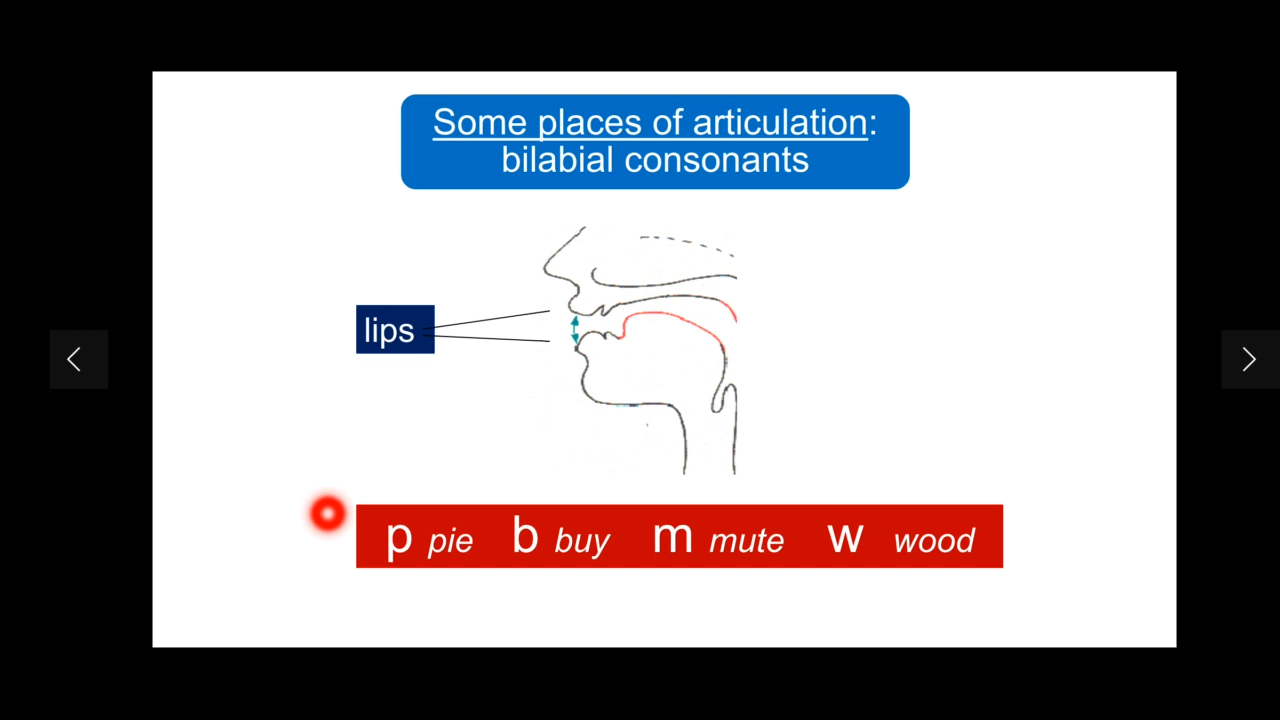 Some places of articulation:
bilabial consonants
lips
p pie b buy m mute w wood